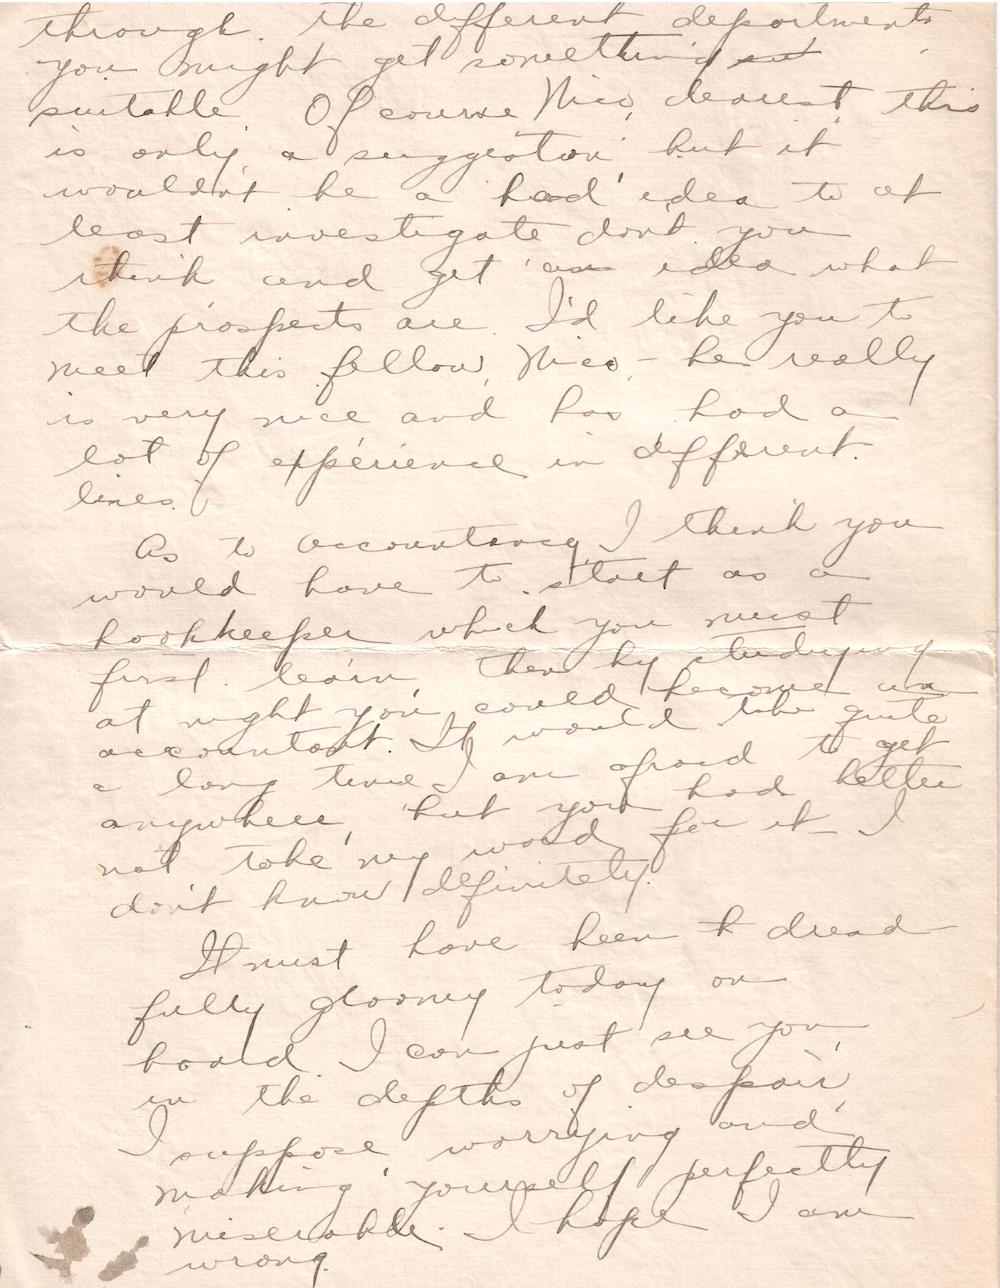 through. the different departments
you might get something
suitable Of course Nico, dearest, this
is only, a suggestion but it
wouldn't be a bad idea to at
least investigate don't you
think and get an idea what
the prospects are. I'd like you to
meet this fellow, Nico, - he really
is very nice and has had a
lot of experience in different
lines.
As to accountancy, I think you
would have to start as a
bookkeeper which you must
first learn, then by studying
at night you could become an
accountant. It would take quite
a long time I am afraid to get
anywhere, but you had better
not take my word for it - I
don't know definitely.
It must have been dread-
fully gloomy today on
board. I can just see you,
in the depths of despair,
I suppose worrying and
making yourself perfectly
miserable. I hope I am
wrong.